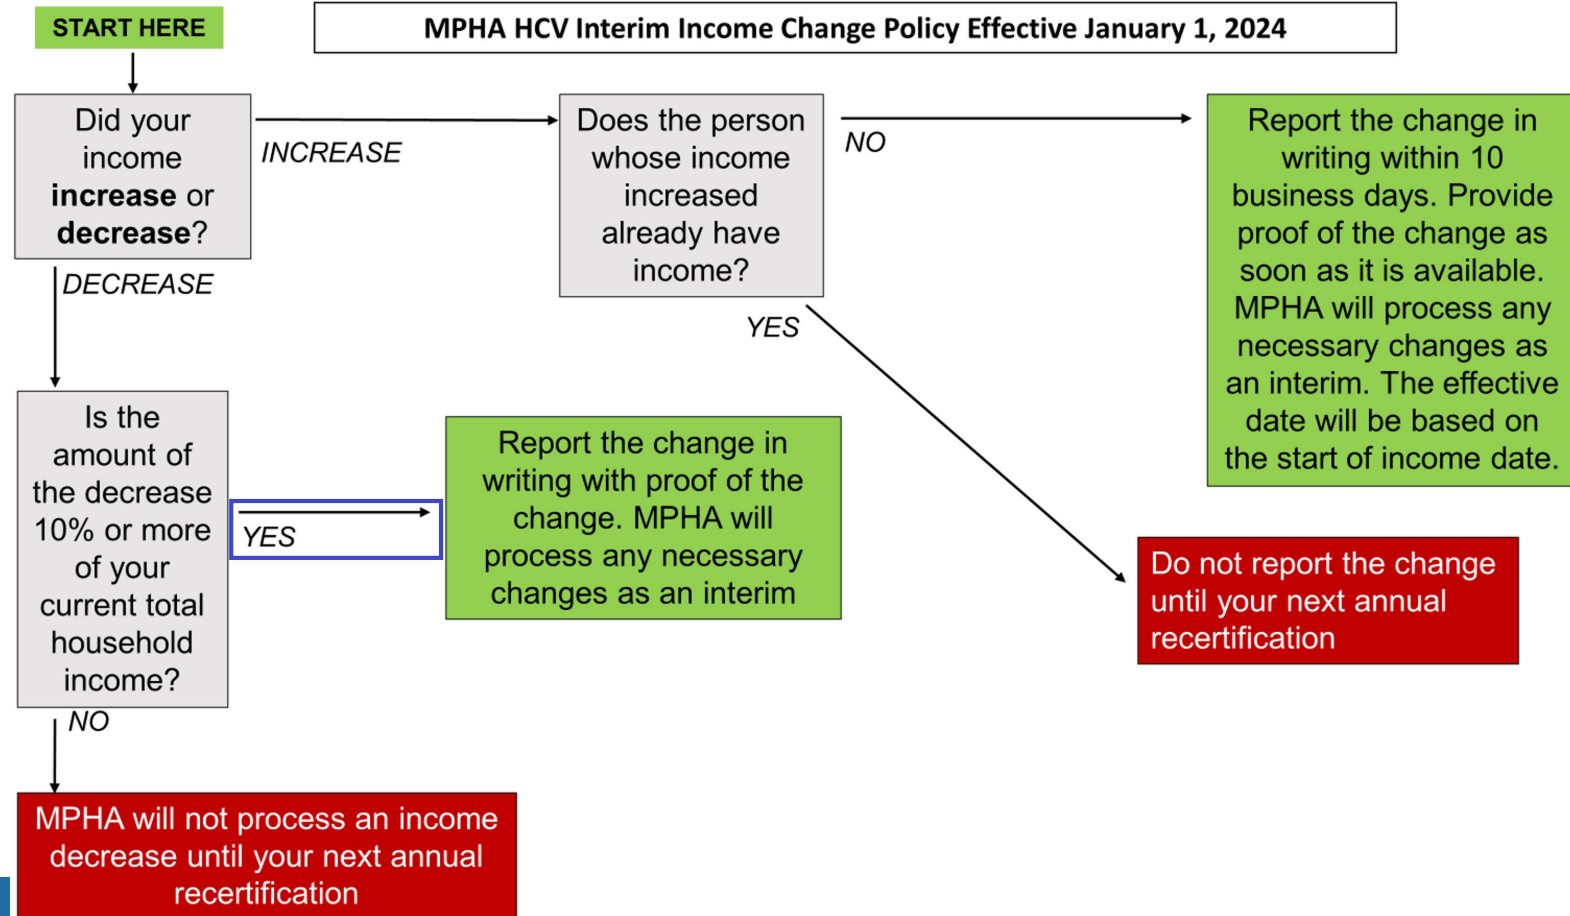 START HERE
MPHA HCV Interim Income Change Policy Effective January 1, 2024
Did your
income
increase or
decrease?
INCREASE
Does the person
whose income
increased
already have
income?
NO
Report the change in
writing within 10
business days. Provide
proof of the change as
soon as it is available.
MPHA will process any
necessary changes as
an interim. The effective
date will be based on
the start of income date.
DECREASE
YES
Is the
amount of
the decrease
10% or more
of your
current total
household
income?
YES
Report the change in
writing with proof of the
change. MPHA will
process any necessary
changes as an interim
Do not report the change
until your next annual
recertification
NO
MPHA will not process an income
decrease until your next annual
recertification